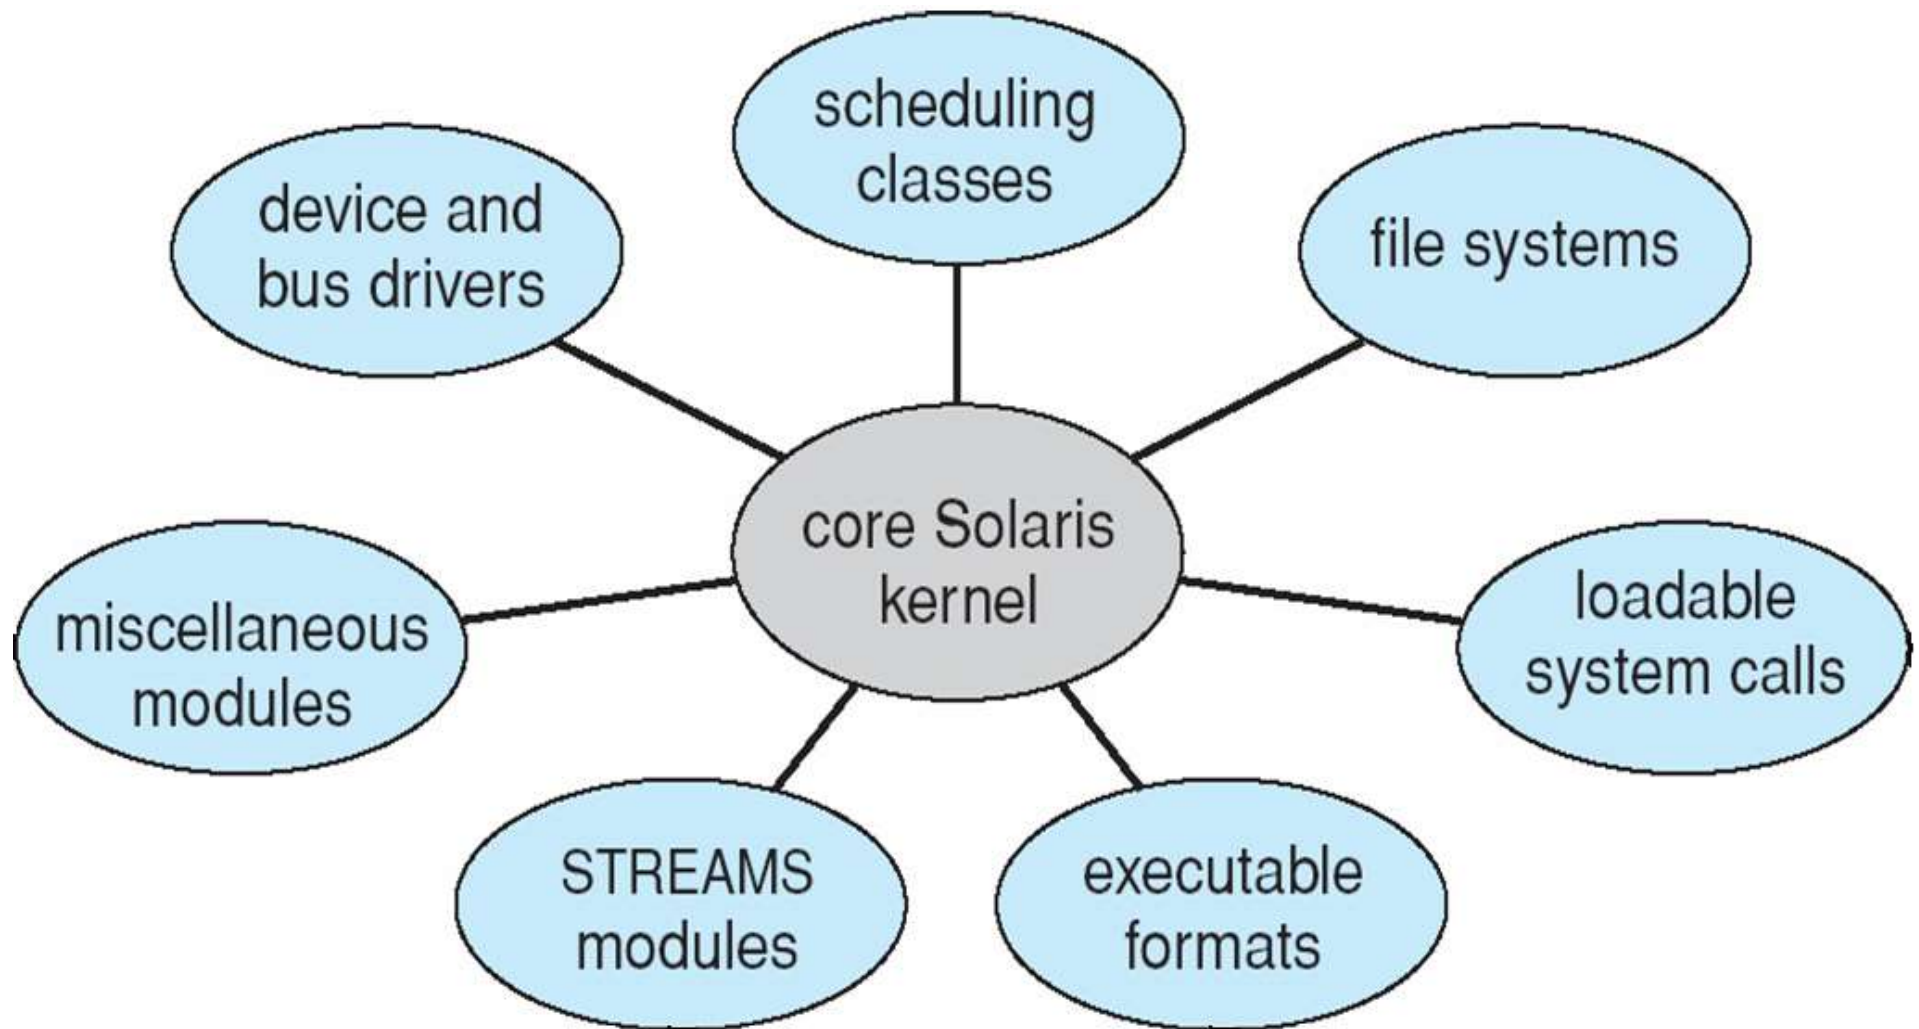 scheduling
classes
device and
bus drivers
file systems
core Solaris
kernel
loadable
system calls
miscellaneous
modules
STREAMS
modules
executable
formats